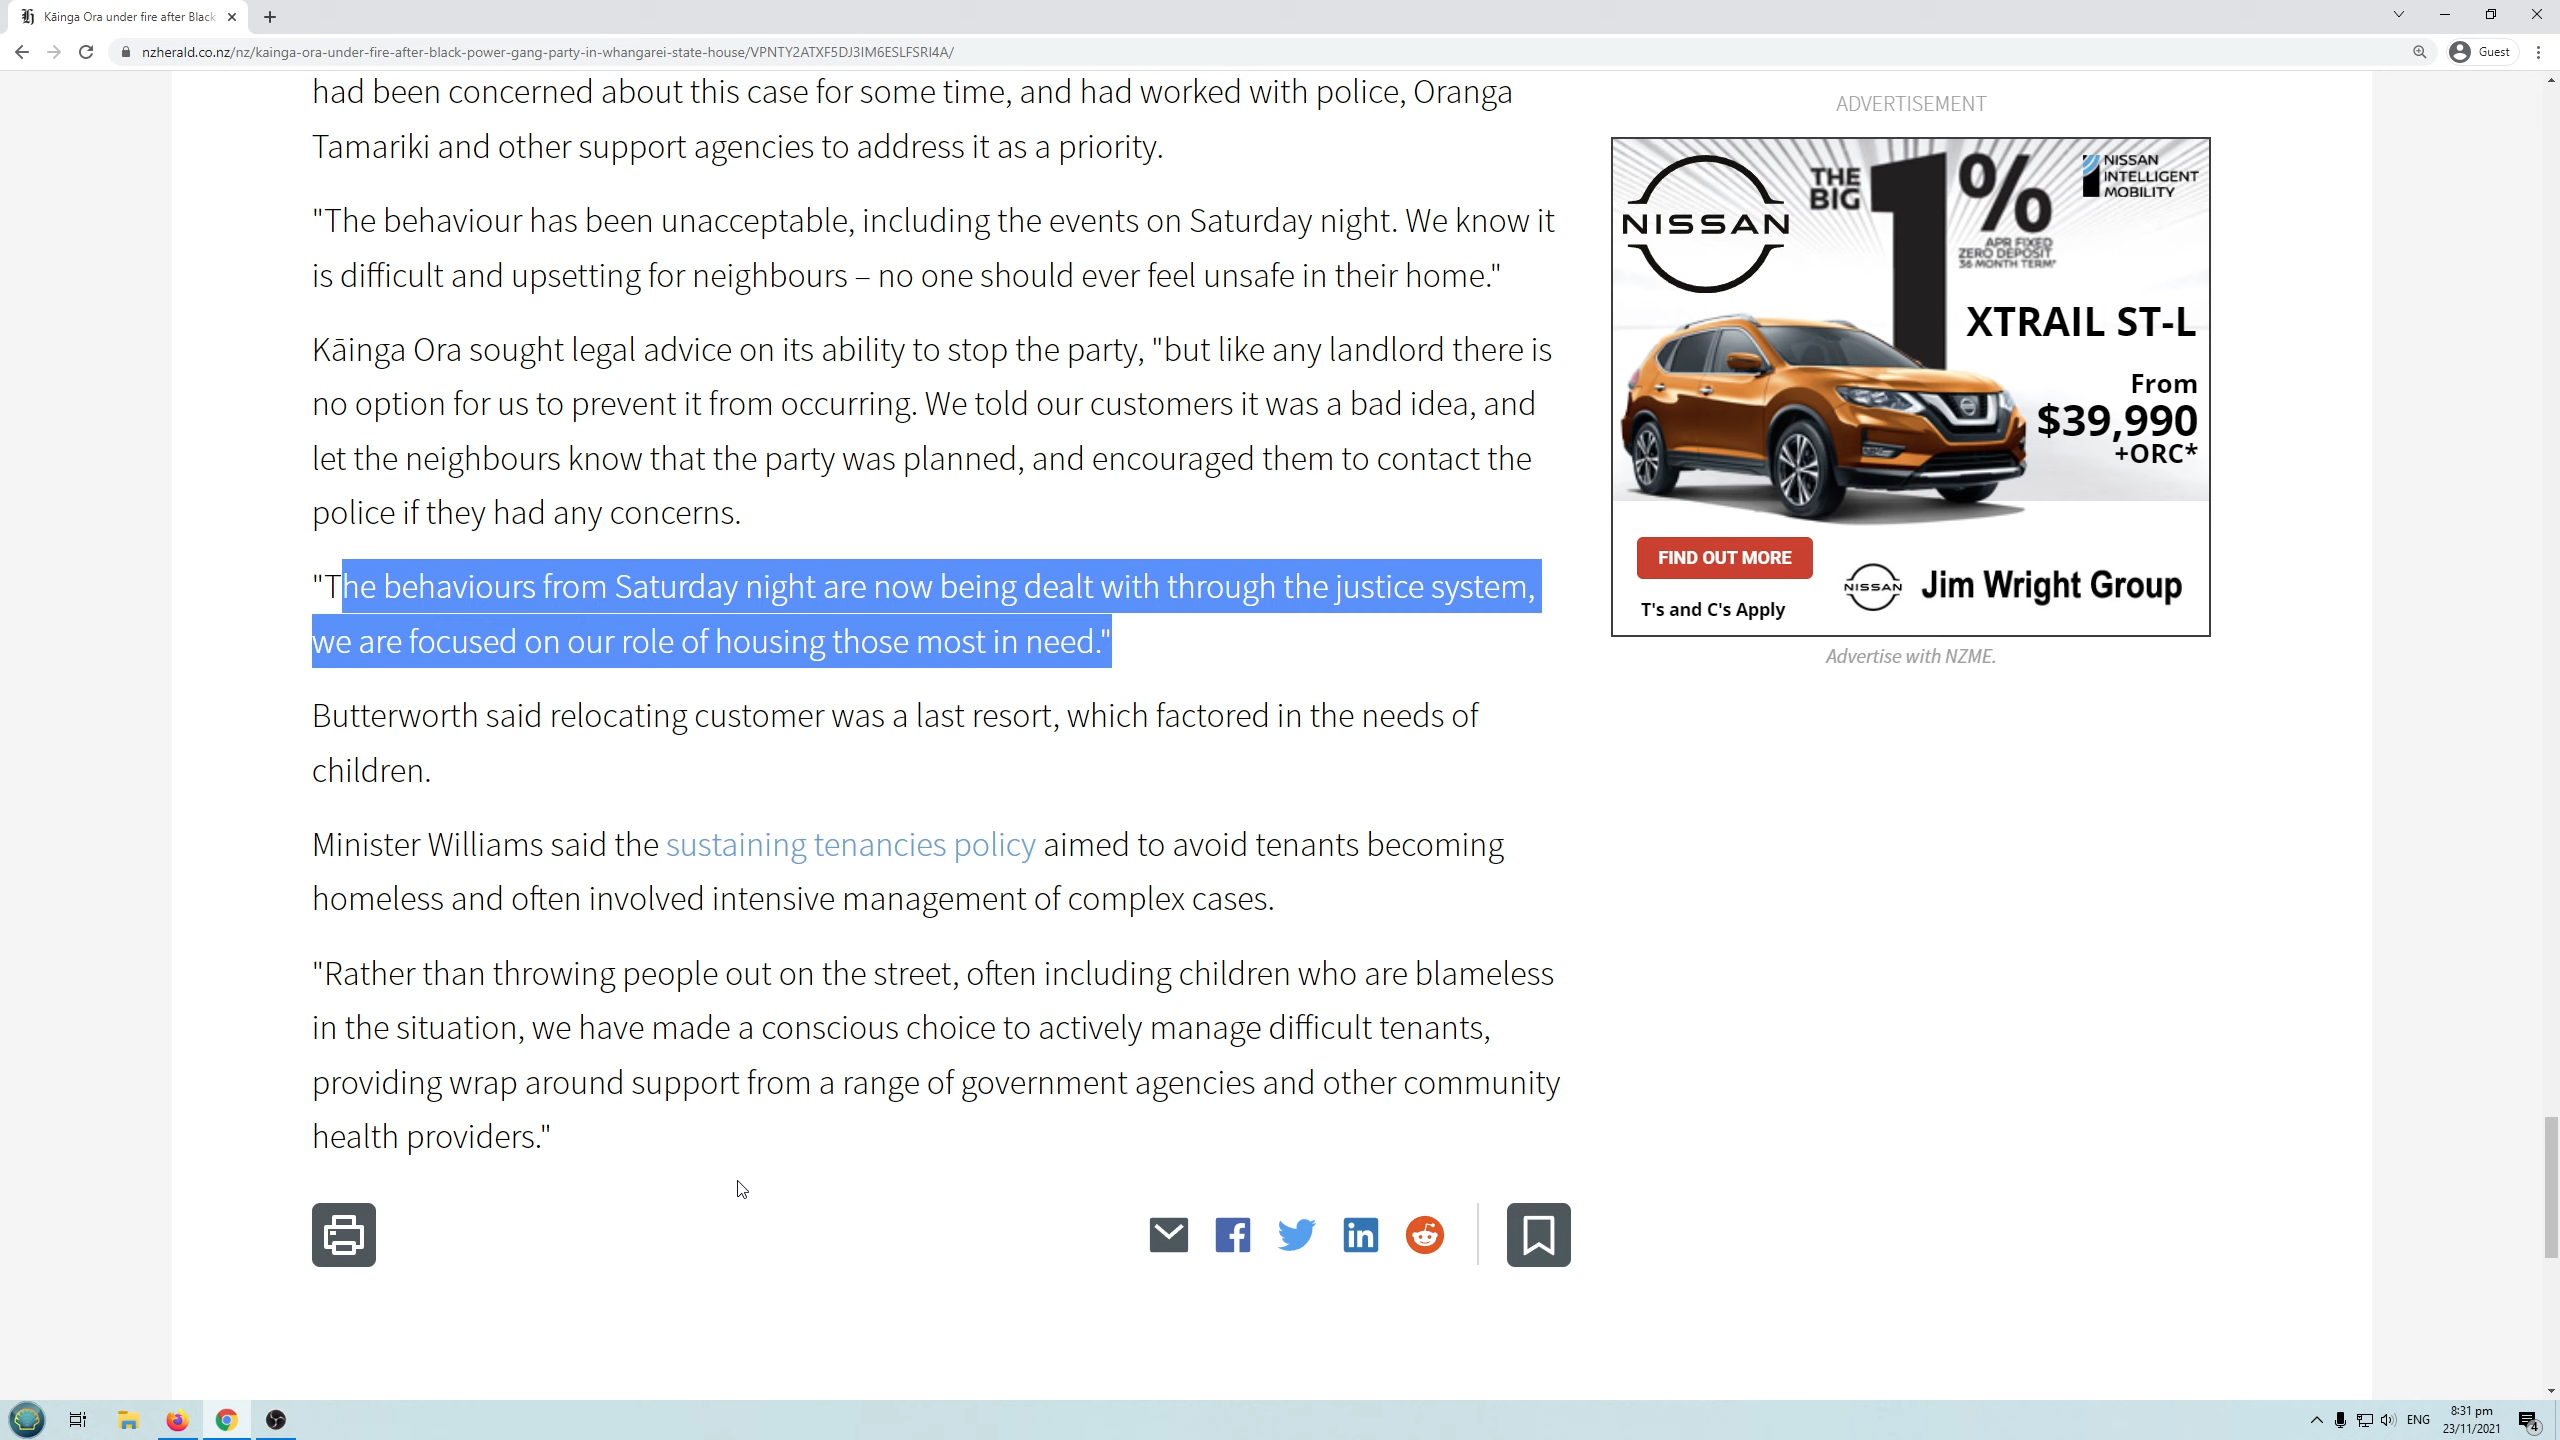 Kāinga Ora under fire after Black
nzherald.co.nz/nz/kainga-ora-under-fire-after-black-power-gang-party-in-whangarei-state-house/VPNTY2ATXF5DJ3IM6ESLFSRI4A/
Guest
had been concerned about this case for some time, and had worked with police, Oranga
Tamariki and other support agencies to address it as a priority.
"The behaviour has been unacceptable, including the events on Saturday night. We know it
is difficult and upsetting for neighbours – no one should ever feel unsafe in their home."
Kāinga Ora sought legal advice on its ability to stop the party, "but like any landlord there is
no option for us to prevent it from occurring. We told our customers it was a bad idea, and
let the neighbours know that the party was planned, and encouraged them to contact the
police if they had any concerns.
"The behaviours from Saturday night are now being dealt with through the justice system,
we are focused on our role of housing those most in need."
Butterworth said relocating customer was a last resort, which factored in the needs of
children.
Minister Williams said the sustaining tenancies policy aimed to avoid tenants becoming
homeless and often involved intensive management of complex cases.
"Rather than throwing people out on the street, often including children who are blameless
in the situation, we have made a conscious choice to actively manage difficult tenants,
providing wrap around support from a range of government agencies and other community
health providers."
ADVERTISEMENT
NISSAN
THE
BIG
1%
APR FIXED
ZERO DEPOSIT
36 MONTH TERM*
NISSAN
INTELLIGENT
MOBILITY
XTRAIL ST-L
From
$39,990
+ORC*
FIND OUT MORE
T's and C's Apply
NISSAN
Jim Wright Group
Advertise with NZME.
ENG
8:31 pm
23/11/2021
4